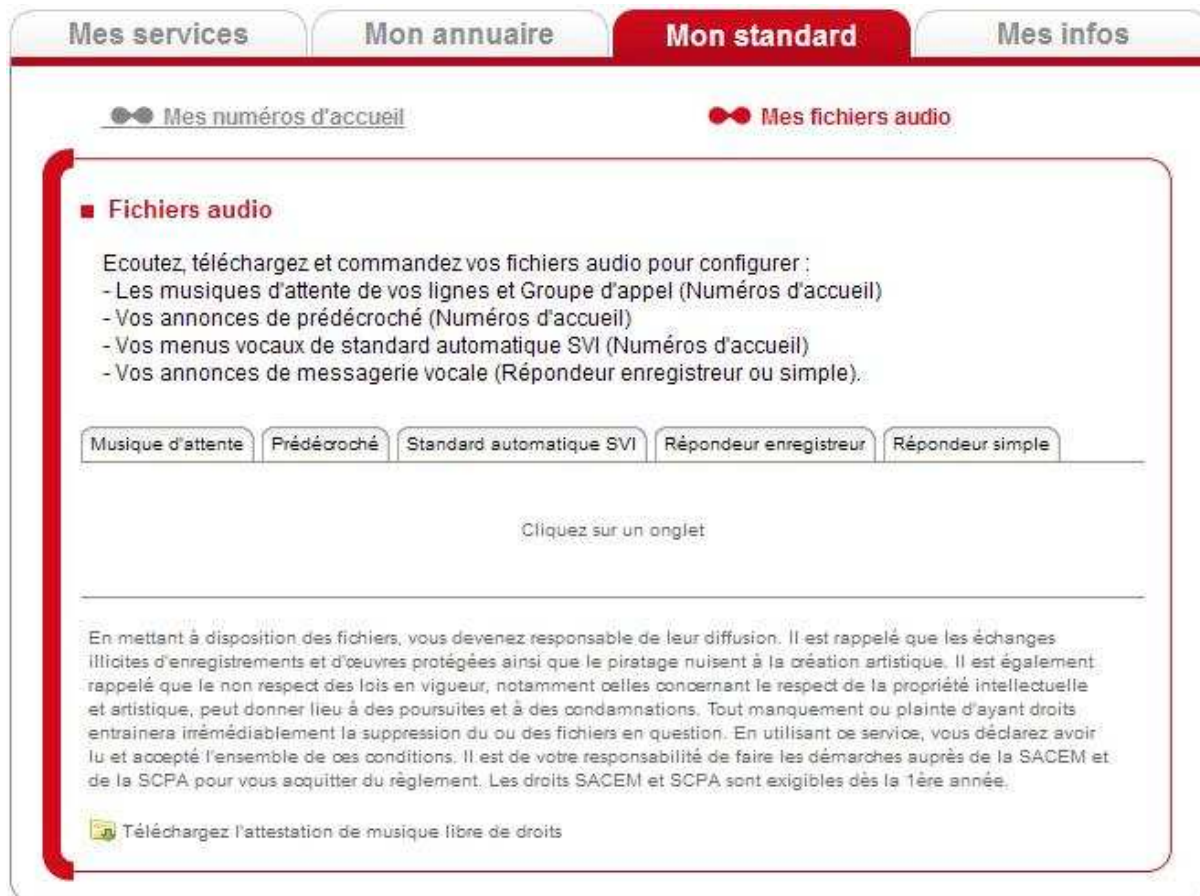 Mes services Mon annuaire Mon standard Mes infos
Mes numéros d'accueil Mes fichiers audio
Fichiers audio
Ecoutez, téléchargez et commandez vos fichiers audio pour configurer :
- Les musiques d'attente de vos lignes et Groupe d'appel (Numéros d'accueil)
- Vos annonces de prédécroché (Numéros d'accueil)
- Vos menus vocaux de standard automatique SVI (Numéros d'accueil)
- Vos annonces de messagerie vocale (Répondeur enregistreur ou simple).
Musique d'attente Prédécroché Standard automatique SVI Répondeur enregistreur Répondeur simple
Cliquez sur un onglet
En mettant à disposition des fichiers, vous devenez responsable de leur diffusion. Il est rappelé que les échanges
illicites d'enregistrements et d'œuvres protégées ainsi que le piratage nuisent à la création artistique. Il est également
rappelé que le non respect des lois en vigueur, notamment celles concernant le respect de la propriété intellectuelle
et artistique, peut donner lieu à des poursuites et à des condamnations. Tout manquement ou plainte d'ayant droits
entrainera irrémédiablement la suppression du ou des fichiers en question. En utilisant ce service, vous déclarez avoir
lu et accepté l'ensemble de ces conditions. Il est de votre responsabilité de faire les démarches auprès de la SACEM et
de la SCPA pour vous acquitter du règlement. Les droits SACEM et SCPA sont exigibles dès la 1ère année.
Téléchargez l'attestation de musique libre de droits